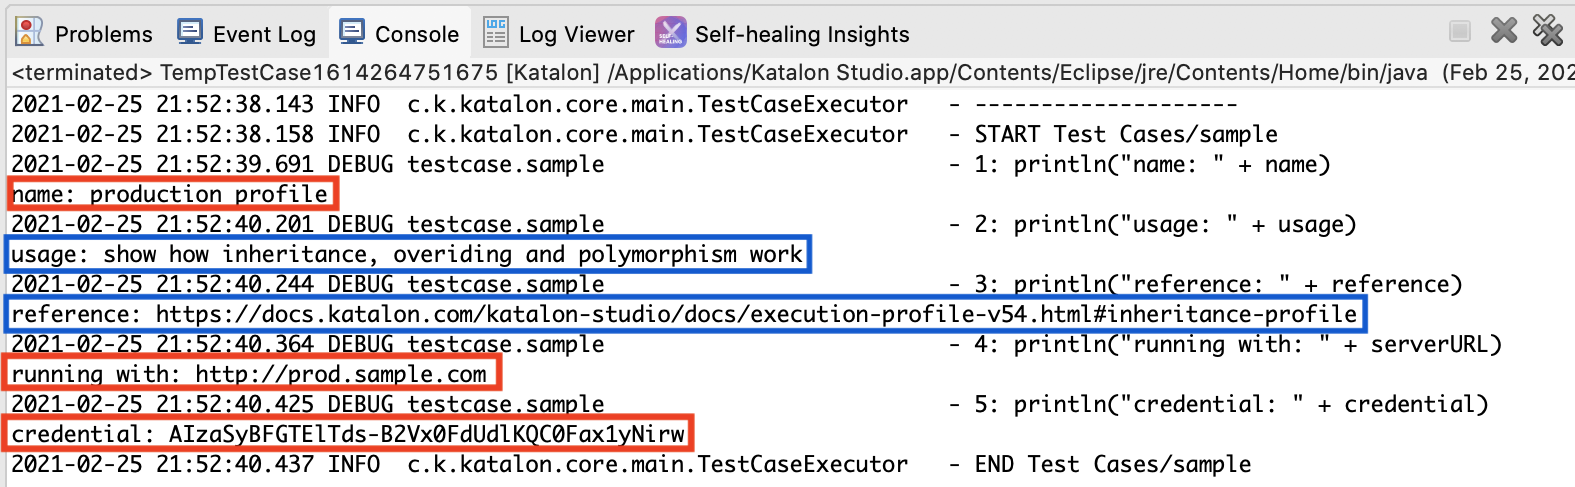 Problems Event Log Console Log Viewer Self-healing Insights
<terminated> TempTestCase1614264751675 [Katalon] /Applications/Katalon Studio.app/Contents/Eclipse/jre/Contents/Home/bin/java (Feb 25, 202
2021-02-25 21:52:38.143 INFO c.k.katalon.core.main.TestCaseExecutor - --------------------
2021-02-25 21:52:38.158 INFO c.k.katalon.core.main.TestCaseExecutor - START Test Cases/sample
2021-02-25 21:52:39.691 DEBUG testcase.sample - 1: println("name: " + name)
name: production profile
2021-02-25 21:52:40.201 DEBUG testcase.sample - 2: println("usage: " + usage)
usage: show how inheritance, overiding and polymorphism work
2021-02-25 21:52:40.244 DEBUG testcase.sample - 3: println("reference: " + reference)
reference: https://docs.katalon.com/katalon-studio/docs/execution-profile-v54.html#inheritance-profile
2021-02-25 21:52:40.364 DEBUG testcase.sample - 4: println("running with: " + serverURL)
running with: http://prod.sample.com
2021-02-25 21:52:40.425 DEBUG testcase.sample - 5: println("credential: " + credential)
credential: AIzaSyBFGTElTds-B2Vx0FdUdlKQC0Fax1yNirw
2021-02-25 21:52:40.437 INFO c.k.katalon.core.main.TestCaseExecutor - END Test Cases/sample